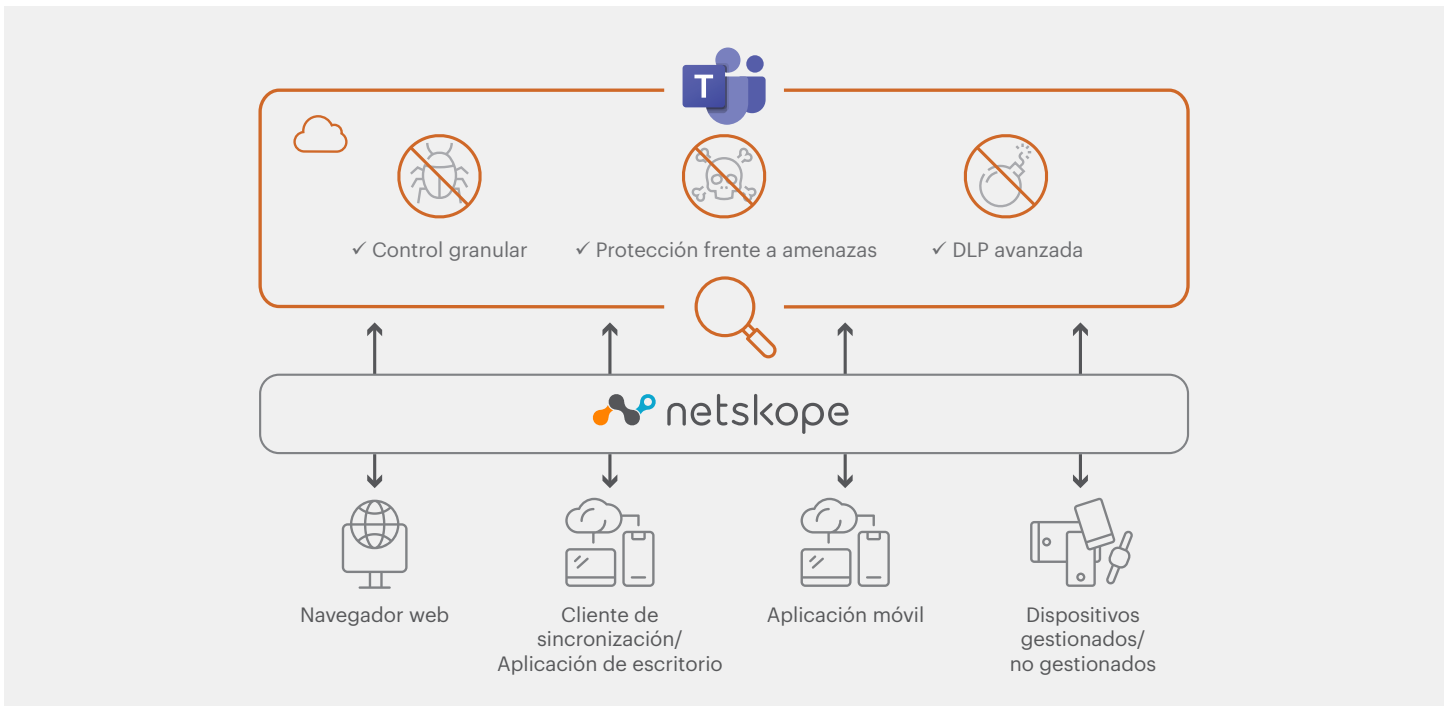 T
✓ Control granular
✓ Protección frente a amenazas
✓ DLP avanzada
netskope
Navegador web
Cliente de
sincronización/
Aplicación de escritorio
Aplicación móvil
Dispositivos
gestionados/
no gestionados